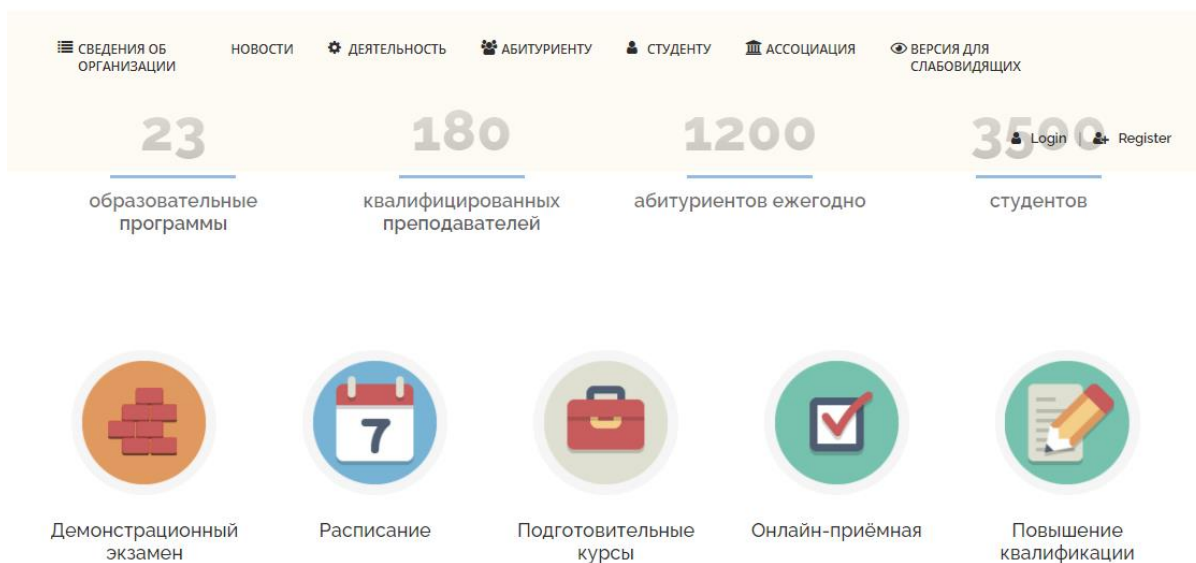 СВЕДЕНИЯ ОБ ОРГАНИЗАЦИИ
НОВОСТИ
ДЕЯТЕЛЬНОСТЬ
АБИТУРИЕНТУ
СТУДЕНТУ
АССОЦИАЦИЯ
ВЕРСИЯ ДЛЯ СЛАБОВИДЯЩИХ
23
180
1200
3500
Login | Register
образовательные
программы
квалифицированных
преподавателей
абитуриентов ежегодно
студентов
7
Демонстрационный
экзамен
Расписание
Подготовительные
курсы
Онлайн-приёмная
Повышение
квалификации